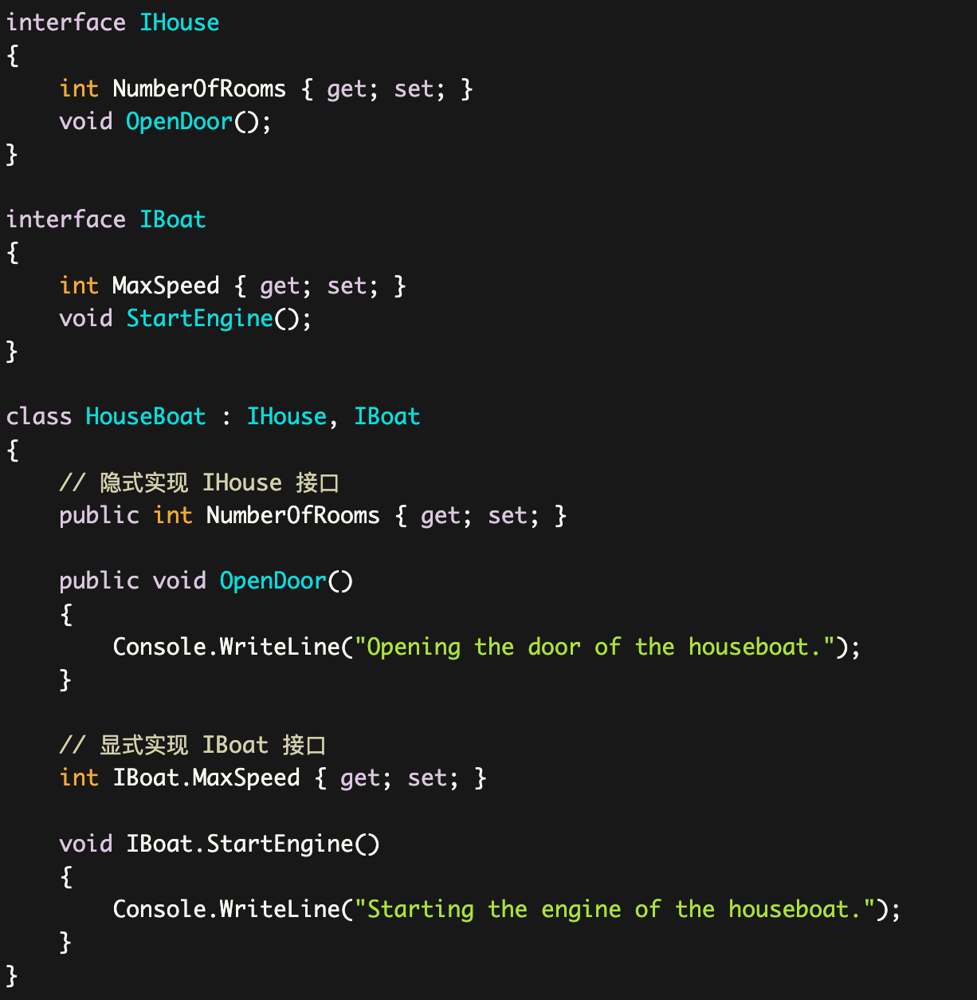 interface IHouse
{
    int NumberOfRooms { get; set; }
    void OpenDoor();
}

interface IBoat
{
    int MaxSpeed { get; set; }
    void StartEngine();
}

class HouseBoat : IHouse, IBoat
{
    // 隐式实现 IHouse 接口
    public int NumberOfRooms { get; set; }

    public void OpenDoor()
    {
        Console.WriteLine("Opening the door of the houseboat.");
    }

    // 显式实现 IBoat 接口
    int IBoat.MaxSpeed { get; set; }

    void IBoat.StartEngine()
    {
        Console.WriteLine("Starting the engine of the houseboat.");
    }
}